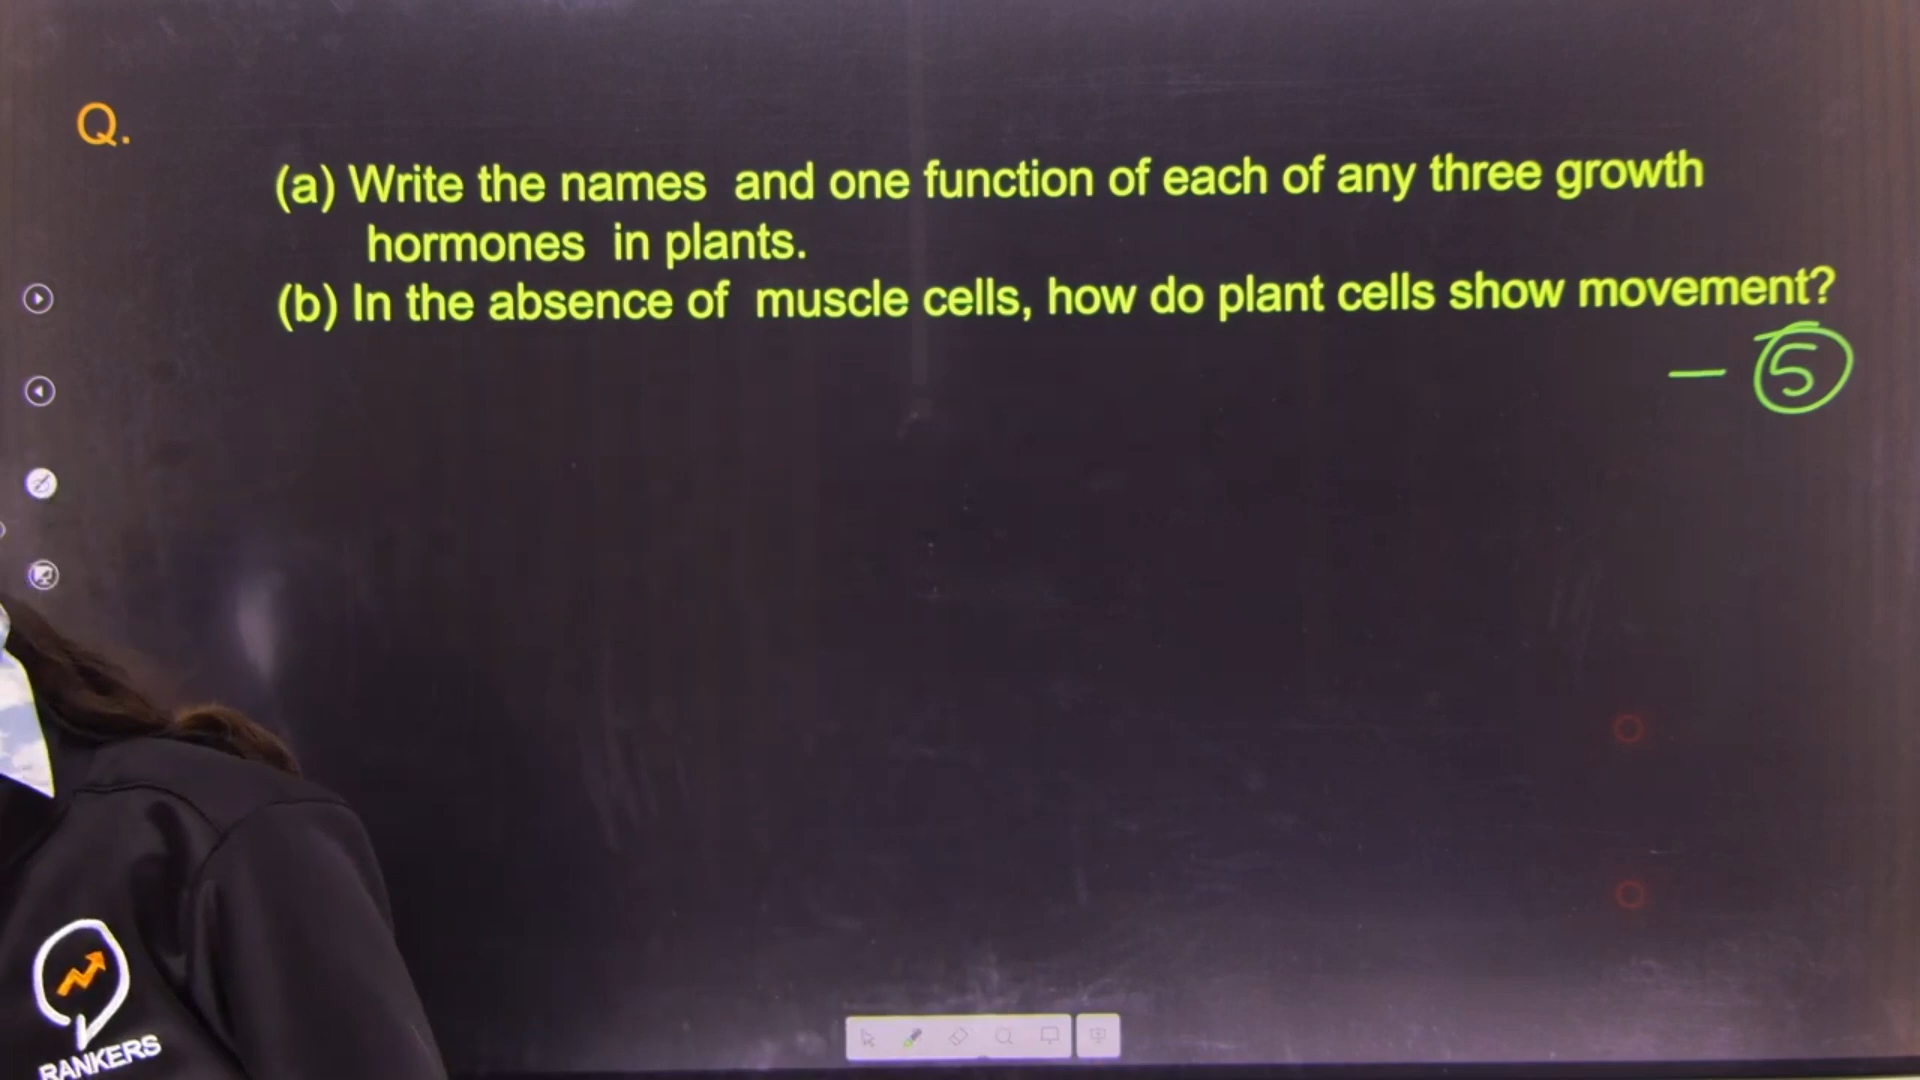 Q.
(a) Write the names and one function of each of any three growth
hormones in plants.
(b) In the absence of muscle cells, how do plant cells show movement?
– 5
RANKERS